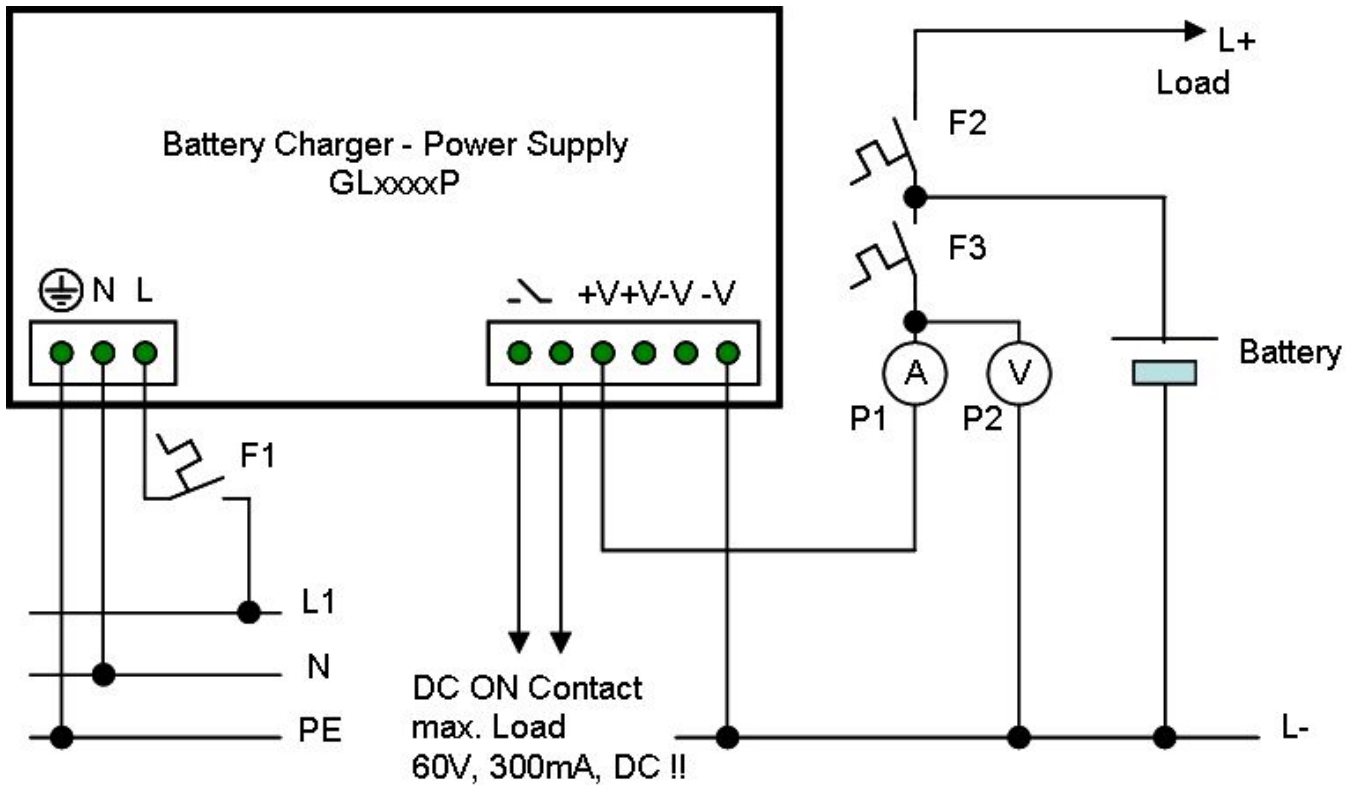 Battery Charger - Power Supply
GLxxxxP
N L
+V+V-V -V
F1
L1
N
PE
DC ON Contact
max. Load
60V, 300mA, DC !!
L+
Load
F2
F3
A
V
P1
P2
Battery
L-